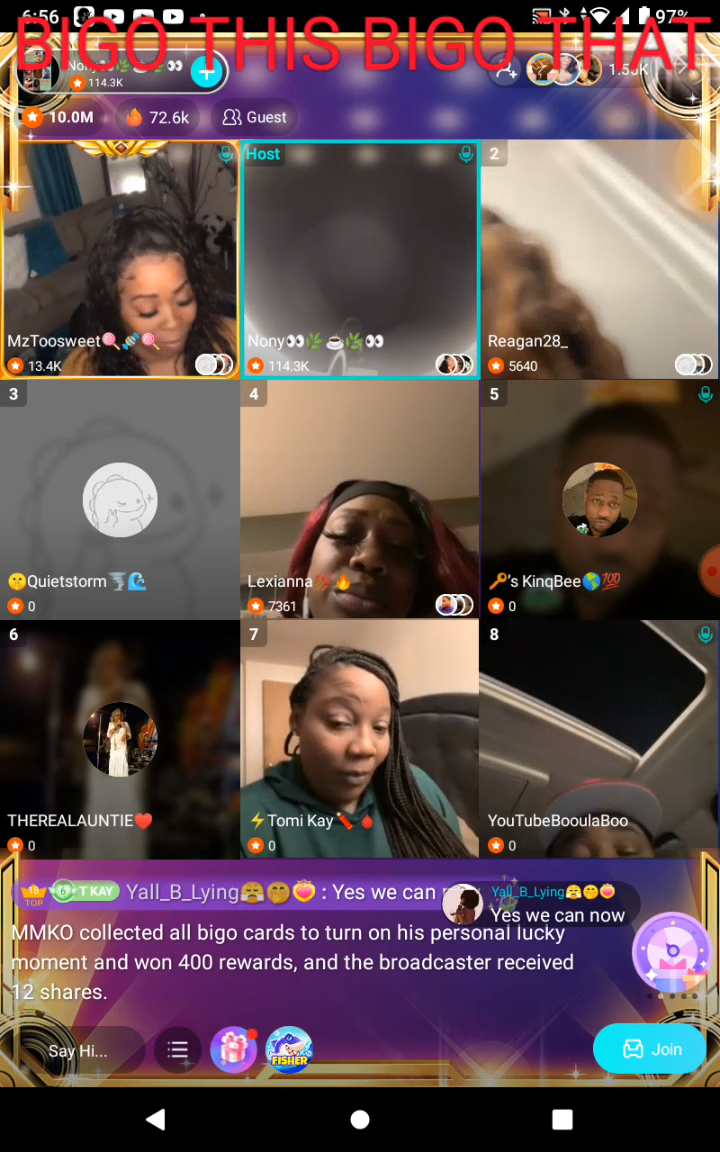 6:56
97%
BIGO THIS BIGO THAT
114.3K
10.0M
72.6k
Guest
MzToosweet🍭🍬🍭
13.4K
Host
Nony👀🌿☕🌿👀
114.3K
2
Reagan28_
5640
3
🤫Quietstorm🌪️🌊
0
4
Lexianna💯🔥
7361
5
🔑's KinqBee🌎💯
0
6
THEREALAUNTIE❤️
0
7
⚡Tomi Kay🧨🩸
0
8
YouTubeBooulaBoo
0
18
TOP
6
T KAY
Yall_B_Lying😤🤭❤️‍🔥 : Yes we can
Yall_B_Lying😤🤭❤️‍🔥
Yes we can now
MMKO collected all bigo cards to turn on his personal lucky
moment and won 400 rewards, and the broadcaster received
12 shares.
Say Hi...
FISHER
Join